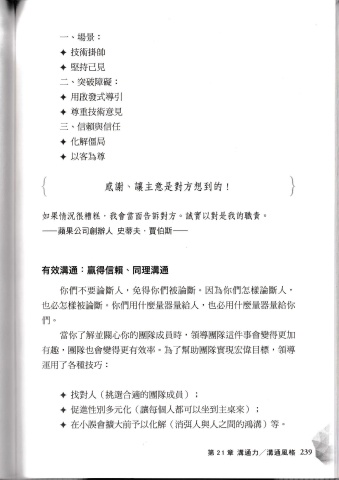 一、場景：
✦ 技術掛帥
✦ 堅持己見
二、突破障礙：
✦ 用啟發式導引
✦ 尊重技術意見
三、信賴與信任
✦ 化解僵局
✦ 以客為尊
{ 感謝、讓主意是對方想到的！ }
如果情況很糟糕，我會當面告訴對方。誠實以對是我的職責。
——蘋果公司創辦人 史蒂夫．賈伯斯——
有效溝通：贏得信賴、同理溝通
你們不要論斷人，免得你們被論斷。因為你們怎樣論斷人，
也必怎樣被論斷。你們用什麼量器量給人，也必用什麼量器量給你
們。
當你了解並關心你的團隊成員時，領導團隊這件事會變得更加
有趣，團隊也會變得更有效率。為了幫助團隊實現宏偉目標，領導
運用了各種技巧：
✦ 找對人（挑選合適的團隊成員）；
✦ 促進性別多元化（讓每個人都可以坐到主桌來）；
✦ 在小誤會擴大前予以化解（消弭人與人之間的鴻溝）等。
第 21 章 溝通力／溝通風格 239